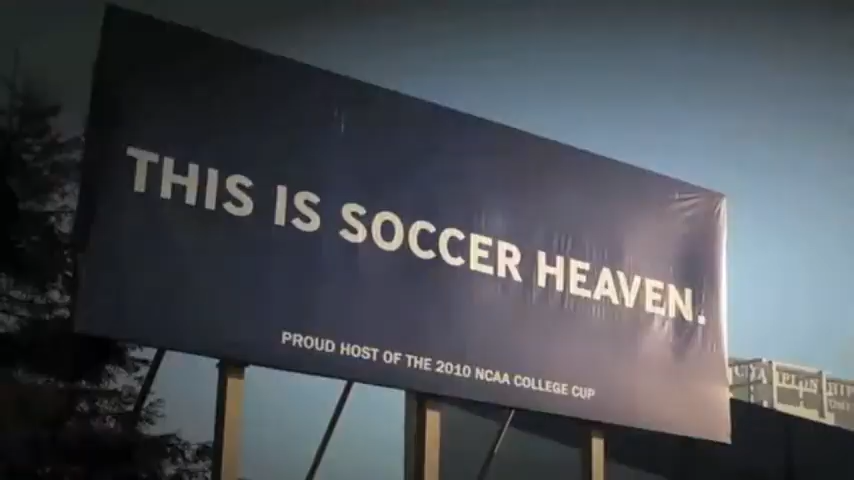 THIS IS SOCCER HEAVEN.
PROUD HOST OF THE 2010 NCAA COLLEGE CUP